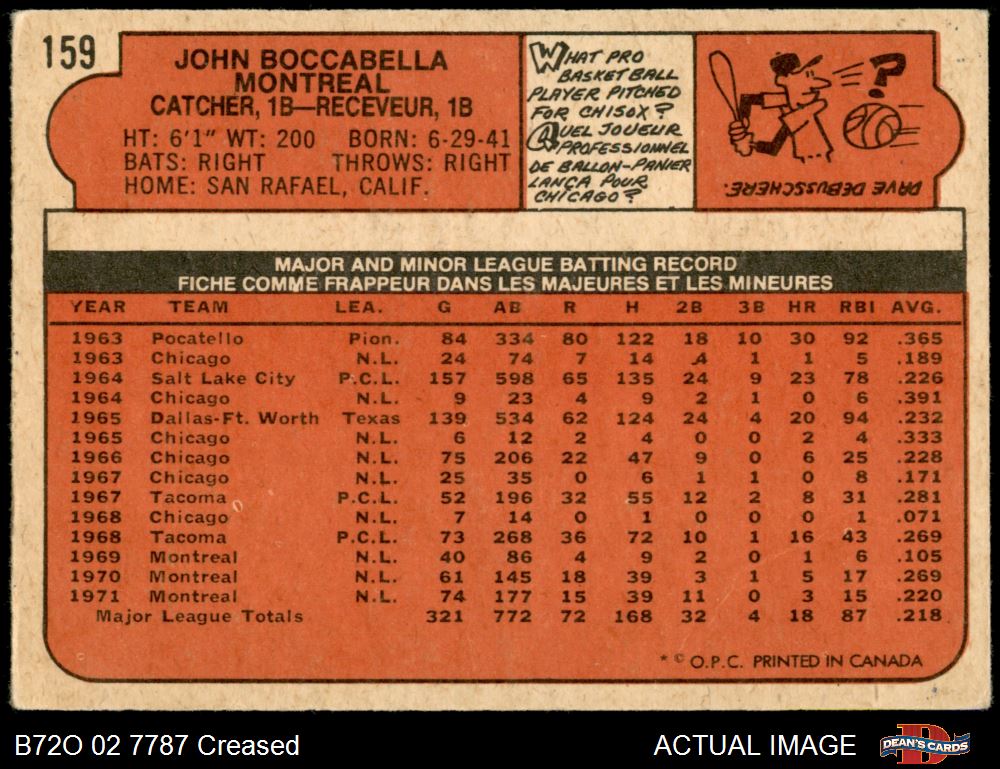 159
JOHN BOCCABELLA
MONTREAL
CATCHER, 1B—RECEVEUR, 1B
HT: 6'1" WT: 200 BORN: 6-29-41
BATS: RIGHT THROWS: RIGHT
HOME: SAN RAFAEL, CALIF.
WHAT PRO
BASKETBALL
PLAYER PITCHED
FOR CHISOX?
QUEL JOUEUR
PROFESSIONNEL
DE BALLON-PANIER
LANÇA POUR
CHICAGO?
?
DAVE DEBUSSCHERE.
MAJOR AND MINOR LEAGUE BATTING RECORD
FICHE COMME FRAPPEUR DANS LES MAJEURES ET LES MINEURES
YEAR TEAM LEA. G AB R H 2B 3B HR RBI AVG.
1963 Pocatello Pion. 84 334 80 122 18 10 30 92 .365
1963 Chicago N.L. 24 74 7 14 4 1 1 5 .189
1964 Salt Lake City P.C.L. 157 598 65 135 24 9 23 78 .226
1964 Chicago N.L. 9 23 4 9 2 1 0 6 .391
1965 Dallas-Ft. Worth Texas 139 534 62 124 24 4 20 94 .232
1965 Chicago N.L. 6 12 2 4 0 0 2 4 .333
1966 Chicago N.L. 75 206 22 47 9 0 6 25 .228
1967 Chicago N.L. 25 35 0 6 1 1 0 8 .171
1967 Tacoma P.C.L. 52 196 32 55 12 2 8 31 .281
1968 Chicago N.L. 7 14 0 1 0 0 0 1 .071
1968 Tacoma P.C.L. 73 268 36 72 10 1 16 43 .269
1969 Montreal N.L. 40 86 4 9 2 0 1 6 .105
1970 Montreal N.L. 61 145 18 39 3 1 5 17 .269
1971 Montreal N.L. 74 177 15 39 11 0 3 15 .220
Major League Totals 321 772 72 168 32 4 18 87 .218
* © O.P.C. PRINTED IN CANADA
B72O 02 7787 Creased
ACTUAL IMAGE
DEAN'S CARDS